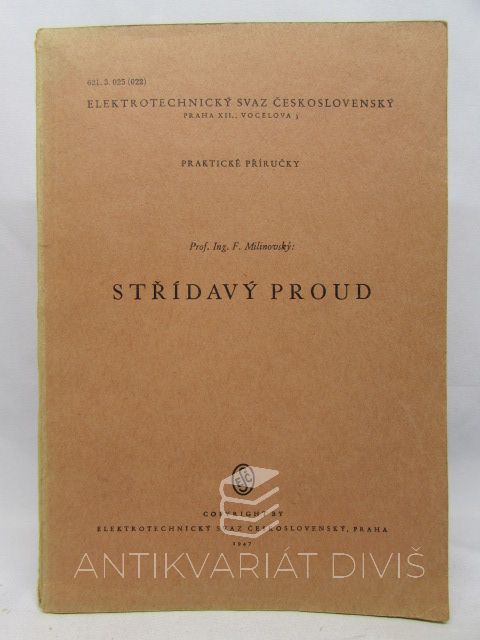 621.3.025 (022)
ELEKTROTECHNICKÝ SVAZ ČESKOSLOVENSKÝ
PRAHA XII., VOCELOVA 3
PRAKTICKÉ PŘÍRUČKY
Prof. Ing. F. Milinovský:
STŘÍDAVÝ PROUD
COPYRIGHT BY
ELEKTROTECHNICKÝ SVAZ ČESKOSLOVENSKÝ, PRAHA
1947
ANTIKVARIÁT DIVIŠ